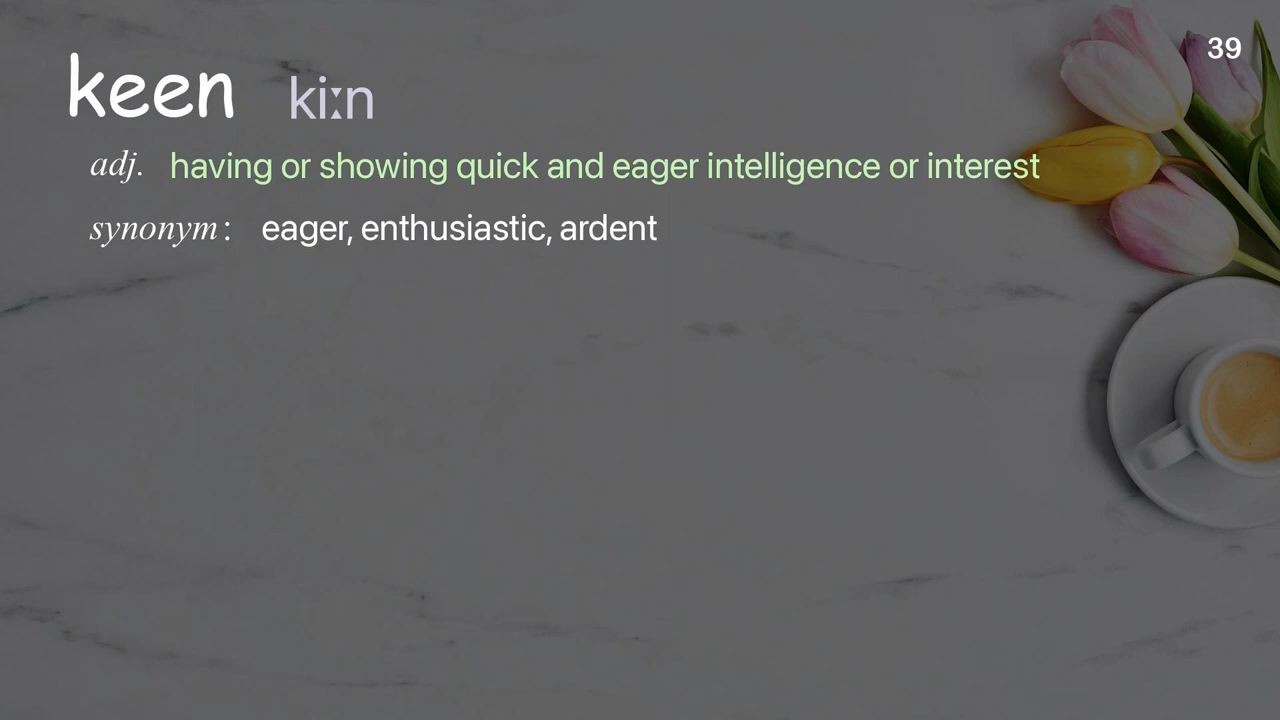 39
keen kiːn
adj. having or showing quick and eager intelligence or interest
synonym : eager, enthusiastic, ardent